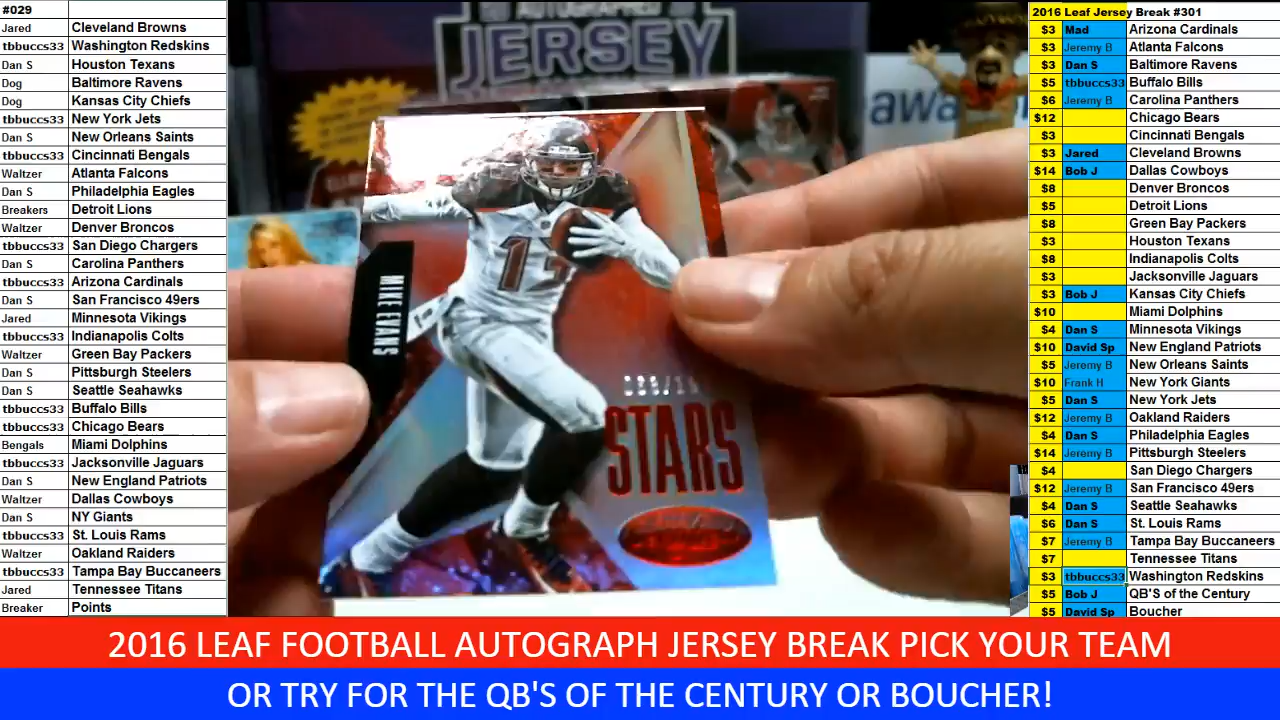 #029
Jared Cleveland Browns
tbbuccs33 Washington Redskins
Dan S Houston Texans
Dog Baltimore Ravens
Dog Kansas City Chiefs
tbbuccs33 New York Jets
Dan S New Orleans Saints
tbbuccs33 Cincinnati Bengals
Waltzer Atlanta Falcons
Dan S Philadelphia Eagles
Breakers Detroit Lions
Waltzer Denver Broncos
tbbuccs33 San Diego Chargers
Dan S Carolina Panthers
tbbuccs33 Arizona Cardinals
Dan S San Francisco 49ers
Jared Minnesota Vikings
tbbuccs33 Indianapolis Colts
Waltzer Green Bay Packers
Dan S Pittsburgh Steelers
Dan S Seattle Seahawks
tbbuccs33 Buffalo Bills
tbbuccs33 Chicago Bears
Bengals Miami Dolphins
tbbuccs33 Jacksonville Jaguars
Dan S New England Patriots
Waltzer Dallas Cowboys
Dan S NY Giants
tbbuccs33 St. Louis Rams
Waltzer Oakland Raiders
tbbuccs33 Tampa Bay Buccaneers
Jared Tennessee Titans
Breaker Points
AUTOGRAPHED
JERSEY
awa
13
MIKE EVANS
STARS
2016 Leaf Jersey Break #301
$3 Mad Arizona Cardinals
$3 Jeremy B Atlanta Falcons
$3 Dan S Baltimore Ravens
$5 tbbuccs33 Buffalo Bills
$6 Jeremy B Carolina Panthers
$12 Chicago Bears
$3 Cincinnati Bengals
$3 Jared Cleveland Browns
$14 Bob J Dallas Cowboys
$8 Denver Broncos
$5 Detroit Lions
$8 Green Bay Packers
$3 Houston Texans
$8 Indianapolis Colts
$3 Jacksonville Jaguars
$3 Bob J Kansas City Chiefs
$10 Miami Dolphins
$4 Dan S Minnesota Vikings
$10 David Sp New England Patriots
$5 Jeremy B New Orleans Saints
$10 Frank H New York Giants
$5 Dan S New York Jets
$12 Jeremy B Oakland Raiders
$4 Dan S Philadelphia Eagles
$14 Jeremy B Pittsburgh Steelers
$4 San Diego Chargers
$12 Jeremy B San Francisco 49ers
$4 Dan S Seattle Seahawks
$6 Dan S St. Louis Rams
$7 Jeremy B Tampa Bay Buccaneers
$7 Tennessee Titans
$3 tbbuccs33 Washington Redskins
$5 Bob J QB'S of the Century
$5 David Sp Boucher
2016 LEAF FOOTBALL AUTOGRAPH JERSEY BREAK PICK YOUR TEAM
OR TRY FOR THE QB'S OF THE CENTURY OR BOUCHER!